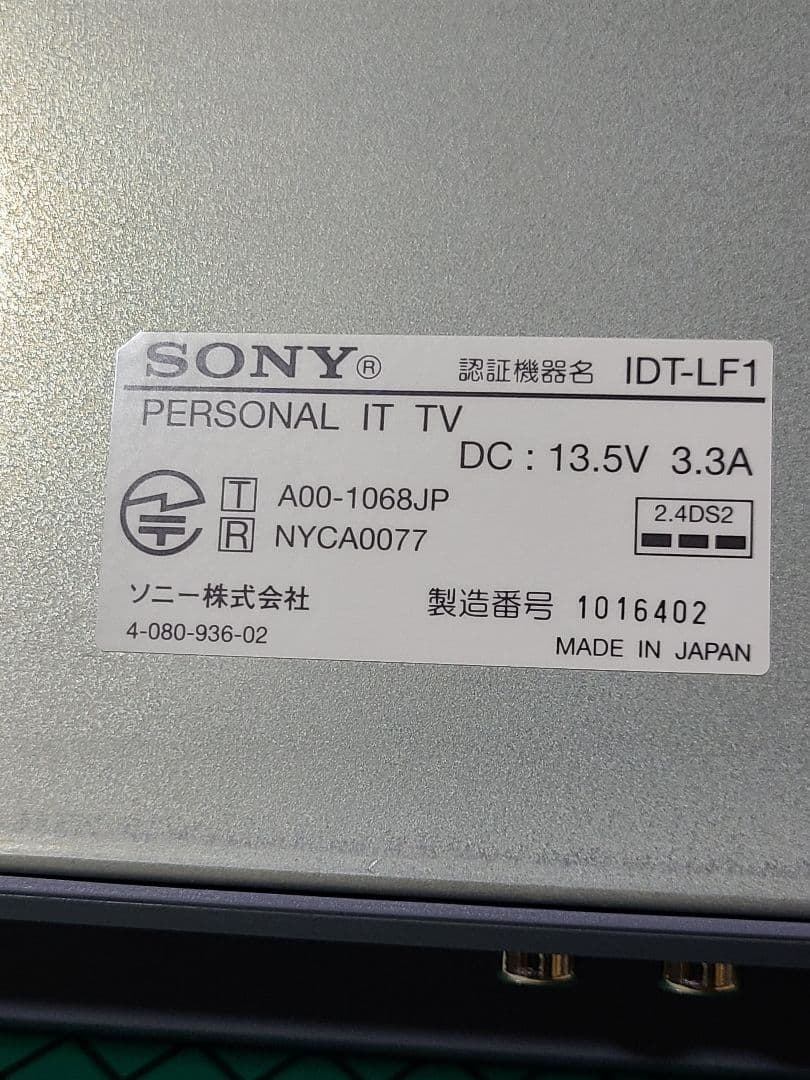 SONY® 認証機器名 IDT-LF1
PERSONAL IT TV
DC : 13.5V 3.3A
T A00-1068JP
R NYCA0077
2.4DS2
ソニー株式会社
製造番号 1016402
4-080-936-02
MADE IN JAPAN